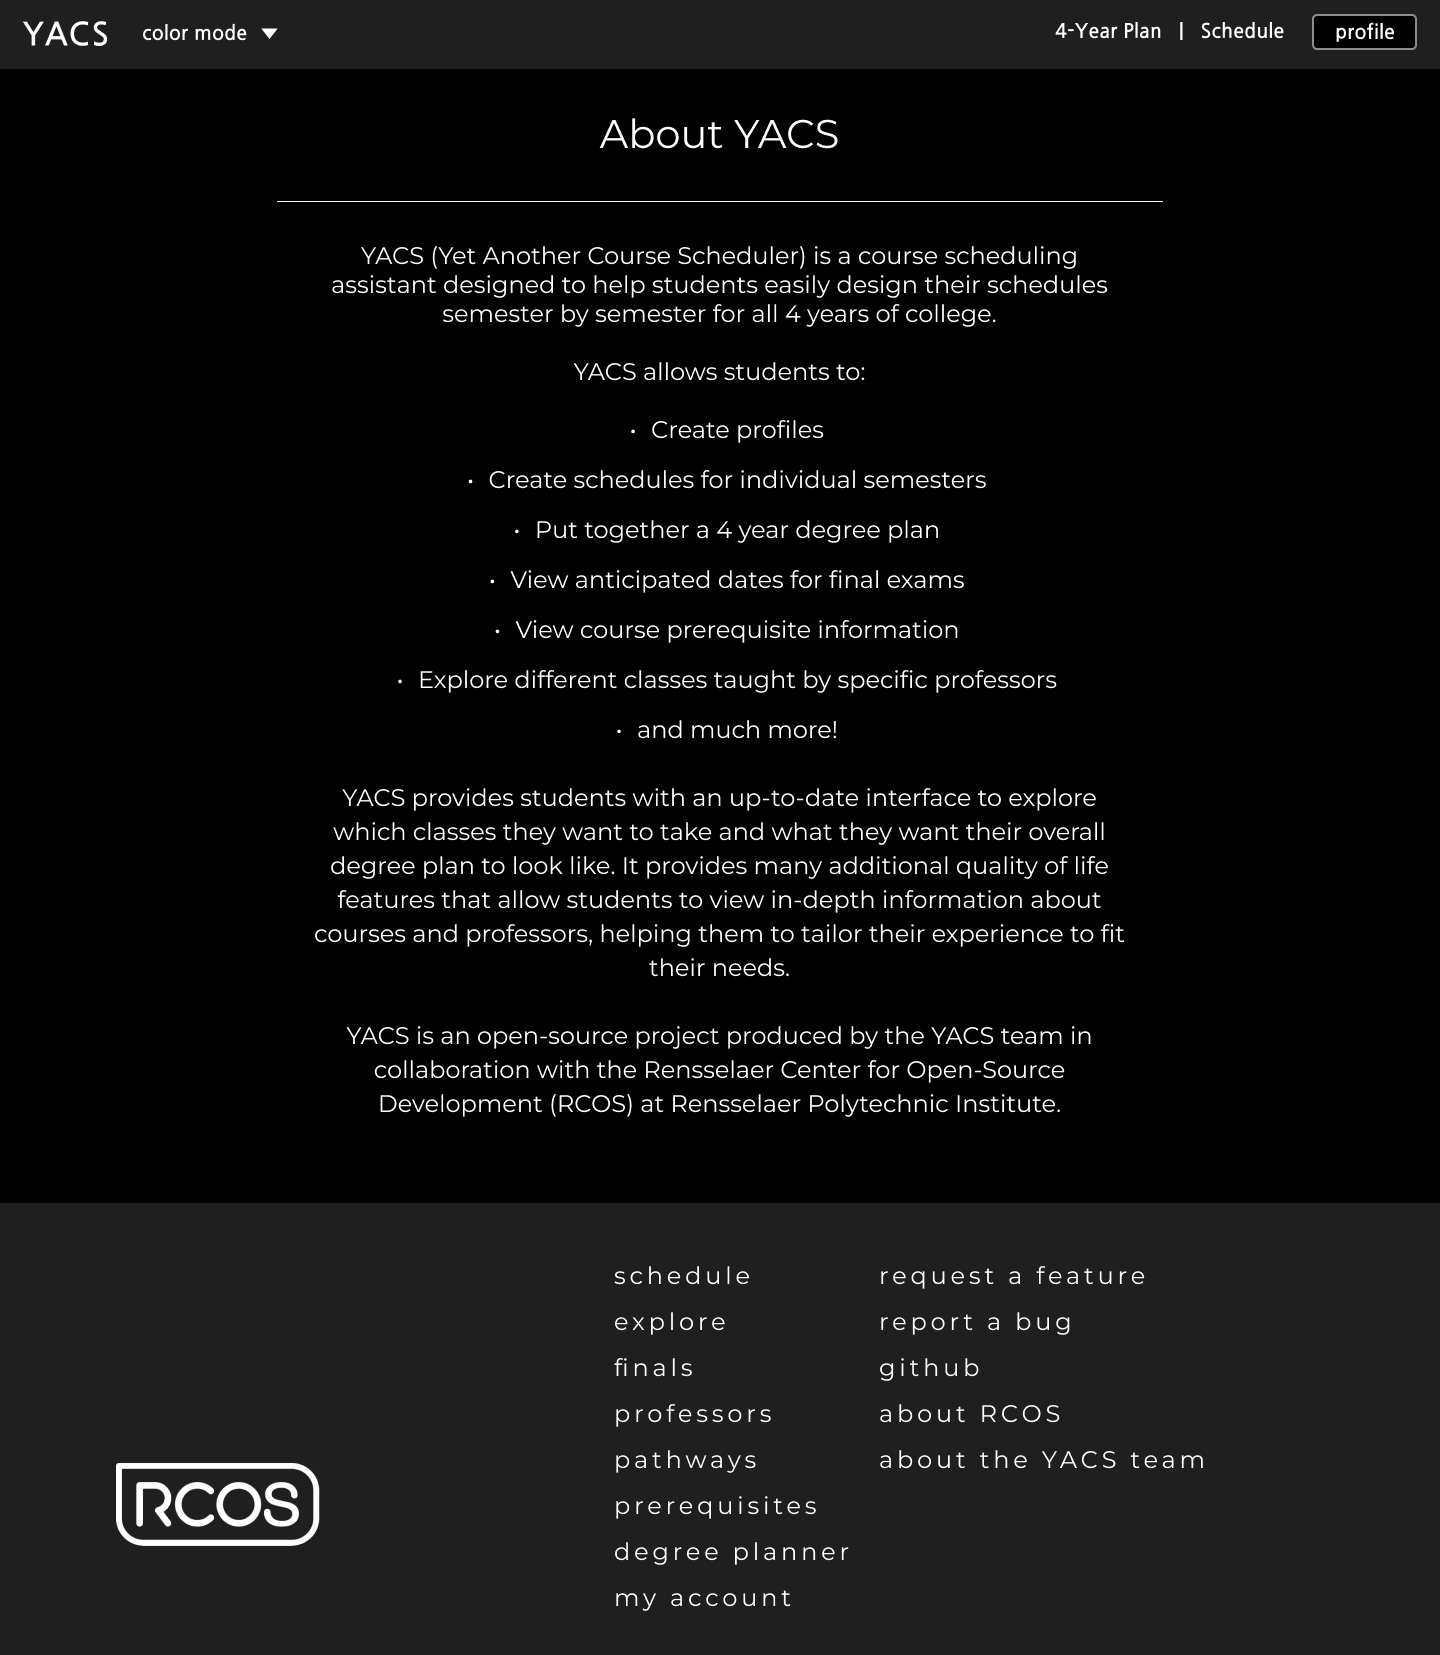 YACS color mode 4-Year Plan | Schedule profile
About YACS
YACS (Yet Another Course Scheduler) is a course scheduling
assistant designed to help students easily design their schedules
semester by semester for all 4 years of college.
YACS allows students to:
• Create profiles
• Create schedules for individual semesters
• Put together a 4 year degree plan
• View anticipated dates for final exams
• View course prerequisite information
• Explore different classes taught by specific professors
• and much more!
YACS provides students with an up-to-date interface to explore
which classes they want to take and what they want their overall
degree plan to look like. It provides many additional quality of life
features that allow students to view in-depth information about
courses and professors, helping them to tailor their experience to fit
their needs.
YACS is an open-source project produced by the YACS team in
collaboration with the Rensselaer Center for Open-Source
Development (RCOS) at Rensselaer Polytechnic Institute.
RCOS
schedule
explore
finals
professors
pathways
prerequisites
degree planner
my account
request a feature
report a bug
github
about RCOS
about the YACS team